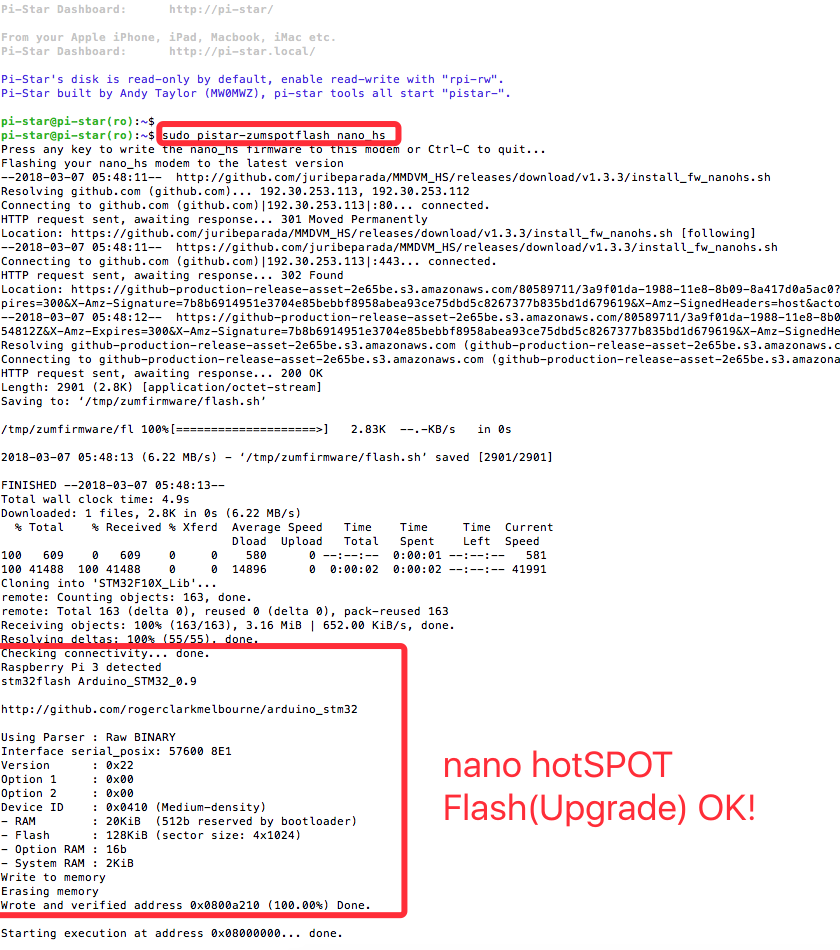 Pi-Star Dashboard:      http://pi-star/
From your Apple iPhone, iPad, Macbook, iMac etc.
Pi-Star Dashboard:      http://pi-star.local/
Pi-Star's disk is read-only by default, enable read-write with "rpi-rw".
Pi-Star built by Andy Taylor (MW0MWZ), pi-star tools all start "pistar-".
pi-star@pi-star(ro):~$
pi-star@pi-star(ro):~$ sudo pistar-zumspotflash nano_hs
Press any key to write the nano_hs firmware to this modem or Ctrl-C to quit...
Flashing your nano_hs modem to the latest version
--2018-03-07 05:48:11--  http://github.com/juribeparada/MMDVM_HS/releases/download/v1.3.3/install_fw_nanohs.sh
Resolving github.com (github.com)... 192.30.253.113, 192.30.253.112
Connecting to github.com (github.com)|192.30.253.113|:80... connected.
HTTP request sent, awaiting response... 301 Moved Permanently
Location: https://github.com/juribeparada/MMDVM_HS/releases/download/v1.3.3/install_fw_nanohs.sh [following]
--2018-03-07 05:48:11--  https://github.com/juribeparada/MMDVM_HS/releases/download/v1.3.3/install_fw_nanohs.sh
Connecting to github.com (github.com)|192.30.253.113|:443... connected.
HTTP request sent, awaiting response... 302 Found
Location: https://github-production-release-asset-2e65be.s3.amazonaws.com/80589711/3a9f01da-1988-11e8-8b09-8a417d0a5ac0?
pires=300&X-Amz-Signature=7b8b6914951e3704e85bebbf8958abea93ce75dbd5c8267377b835bd1d679619&X-Amz-SignedHeaders=host&acto
--2018-03-07 05:48:12--  https://github-production-release-asset-2e65be.s3.amazonaws.com/80589711/3a9f01da-1988-11e8-8b0
54812Z&X-Amz-Expires=300&X-Amz-Signature=7b8b6914951e3704e85bebbf8958abea93ce75dbd5c8267377b835bd1d679619&X-Amz-SignedHe
Resolving github-production-release-asset-2e65be.s3.amazonaws.com (github-production-release-asset-2e65be.s3.amazonaws.c
Connecting to github-production-release-asset-2e65be.s3.amazonaws.com (github-production-release-asset-2e65be.s3.amazona
HTTP request sent, awaiting response... 200 OK
Length: 2901 (2.8K) [application/octet-stream]
Saving to: ‘/tmp/zumfirmware/flash.sh’
/tmp/zumfirmware/fl 100%[====================>]   2.83K  --.-KB/s   in 0s
2018-03-07 05:48:13 (6.22 MB/s) - ‘/tmp/zumfirmware/flash.sh’ saved [2901/2901]
FINISHED --2018-03-07 05:48:13--
Total wall clock time: 4.9s
Downloaded: 1 files, 2.8K in 0s (6.22 MB/s)
  % Total    % Received % Xferd  Average Speed   Time    Time     Time  Current
                                 Dload  Upload   Total   Spent    Left  Speed
100   609    0   609    0     0    580      0 --:--:--  0:00:01 --:--:--   581
100 41488  100 41488    0     0  14896      0  0:00:02  0:00:02 --:--:-- 41991
Cloning into 'STM32F10X_Lib'...
remote: Counting objects: 163, done.
remote: Total 163 (delta 0), reused 0 (delta 0), pack-reused 163
Receiving objects: 100% (163/163), 3.16 MiB | 652.00 KiB/s, done.
Resolving deltas: 100% (55/55), done.
Checking connectivity... done.
Raspberry Pi 3 detected
stm32flash Arduino_STM32_0.9
http://github.com/rogerclarkmelbourne/arduino_stm32
Using Parser : Raw BINARY
Interface serial_posix: 57600 8E1
Version      : 0x22
Option 1     : 0x00
Option 2     : 0x00
Device ID    : 0x0410 (Medium-density)
- RAM        : 20KiB  (512b reserved by bootloader)
- Flash      : 128KiB (sector size: 4x1024)
- Option RAM : 16b
- System RAM : 2KiB
Write to memory
Erasing memory
Wrote and verified address 0x0800a210 (100.00%) Done.
Starting execution at address 0x08000000... done.
nano hotSPOT
Flash(Upgrade) OK!